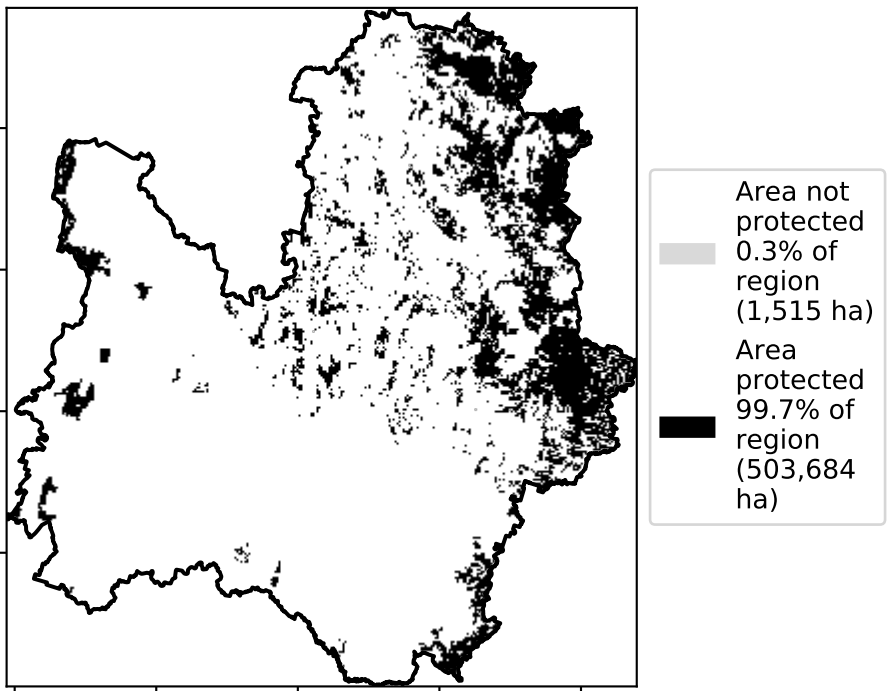 Area not
protected
0.3% of
region
(1,515 ha)
Area
protected
99.7% of
region
(503,684
ha)